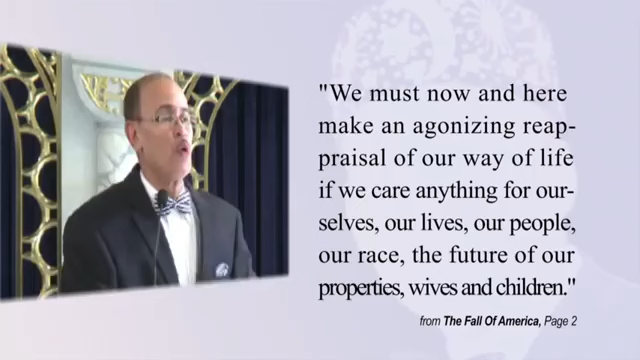 "We must now and here
make an agonizing reap-
praisal of our way of life
if we care anything for our-
selves, our lives, our people,
our race, the future of our
properties, wives and children."
from The Fall Of America, Page 2